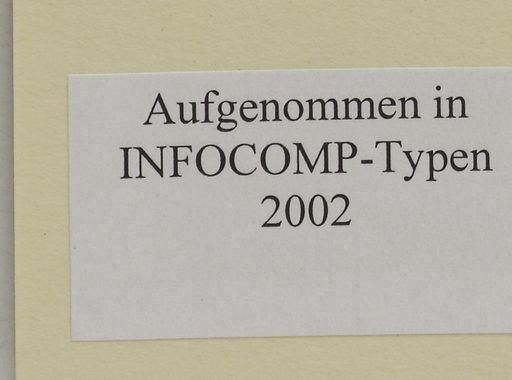 Aufgenommen in
INFOCOMP-Typen
2002